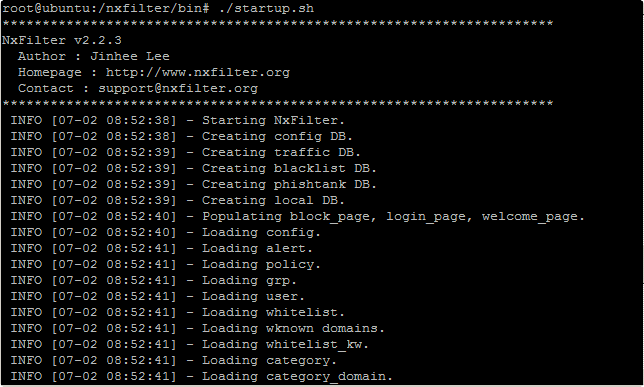 root@ubuntu:/nxfilter/bin# ./startup.sh
********************************************************************
NxFilter v2.2.3
Author : Jinhee Lee
Homepage : http://www.nxfilter.org
Contact : support@nxfilter.org
********************************************************************
INFO [07-02 08:52:38] - Starting NxFilter.
INFO [07-02 08:52:38] - Creating config DB.
INFO [07-02 08:52:39] - Creating traffic DB.
INFO [07-02 08:52:39] - Creating blacklist DB.
INFO [07-02 08:52:39] - Creating phishtank DB.
INFO [07-02 08:52:39] - Creating local DB.
INFO [07-02 08:52:40] - Populating block_page, login_page, welcome_page.
INFO [07-02 08:52:40] - Loading config.
INFO [07-02 08:52:41] - Loading alert.
INFO [07-02 08:52:41] - Loading policy.
INFO [07-02 08:52:41] - Loading grp.
INFO [07-02 08:52:41] - Loading user.
INFO [07-02 08:52:41] - Loading whitelist.
INFO [07-02 08:52:41] - Loading wknown domains.
INFO [07-02 08:52:41] - Loading whitelist_kw.
INFO [07-02 08:52:41] - Loading category.
INFO [07-02 08:52:41] - Loading category_domain.